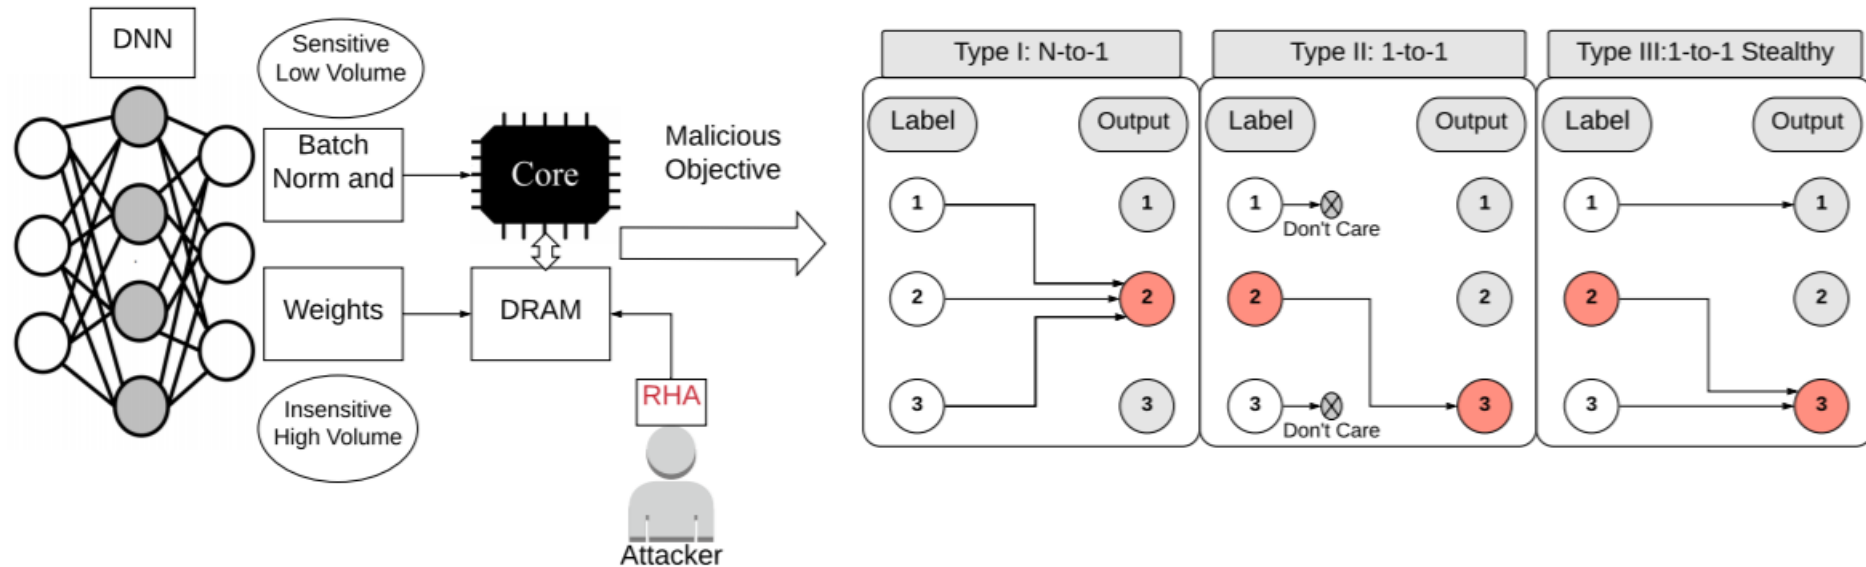 DNN
Sensitive
Low Volume
Batch
Norm and
Core
Weights
DRAM
Insensitive
High Volume
RHA
Attacker
Malicious
Objective
Type I: N-to-1
Label
Output
1
1
2
2
3
3
Type II: 1-to-1
Label
Output
1
Don't Care
1
2
2
3
Don't Care
3
Type III:1-to-1 Stealthy
Label
Output
1
1
2
2
3
3